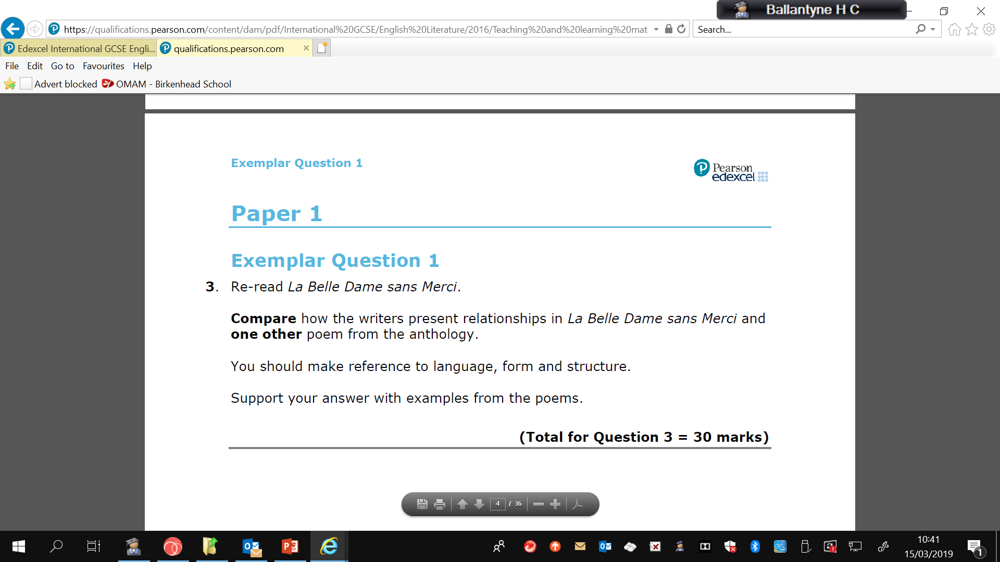 Ballantyne H C
https://qualifications.pearson.com/content/dam/pdf/International%20GCSE/English%20Literature/2016/Teaching%20and%20learning%20mat
Search...
Edexcel International GCSE Engli...
qualifications.pearson.com
File Edit Go to Favourites Help
Advert blocked OMAM - Birkenhead School
Exemplar Question 1
Pearson
edexcel
Paper 1
Exemplar Question 1
3. Re-read La Belle Dame sans Merci.
Compare how the writers present relationships in La Belle Dame sans Merci and
one other poem from the anthology.
You should make reference to language, form and structure.
Support your answer with examples from the poems.
(Total for Question 3 = 30 marks)
4 / 36
10:41
15/03/2019
1